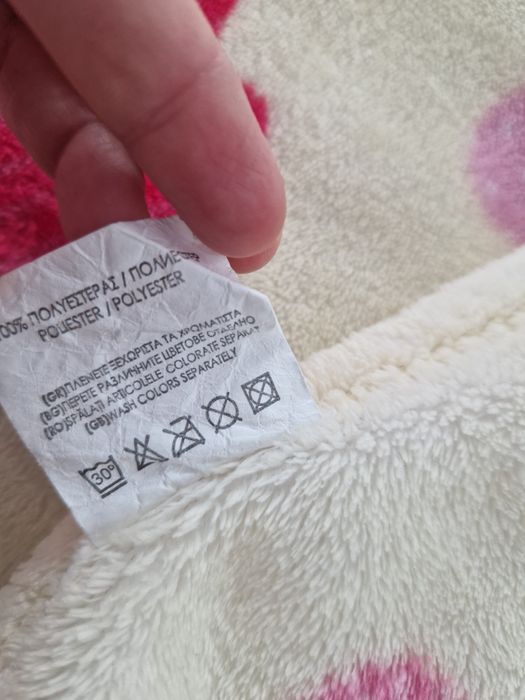 100% ΠΟΛΥΕΣΤΕΡΑΣ / ПОЛИЕСТЕР
POLIESTER / POLYESTER
(GR)ΠΛΕΝΕΤΕ ΞΕΧΩΡΙΣΤΑ ΤΑ ΧΡΩΜΑΤΙΣΤΑ
(BG)ПЕРЕТЕ РАЗЛИЧНИТЕ ЦВЕТОВЕ ОТДЕЛНО
(RO)SPĂLAȚI ARTICOLELE COLORATE SEPARAT
(GB)WASH COLORS SEPARATELY
30°